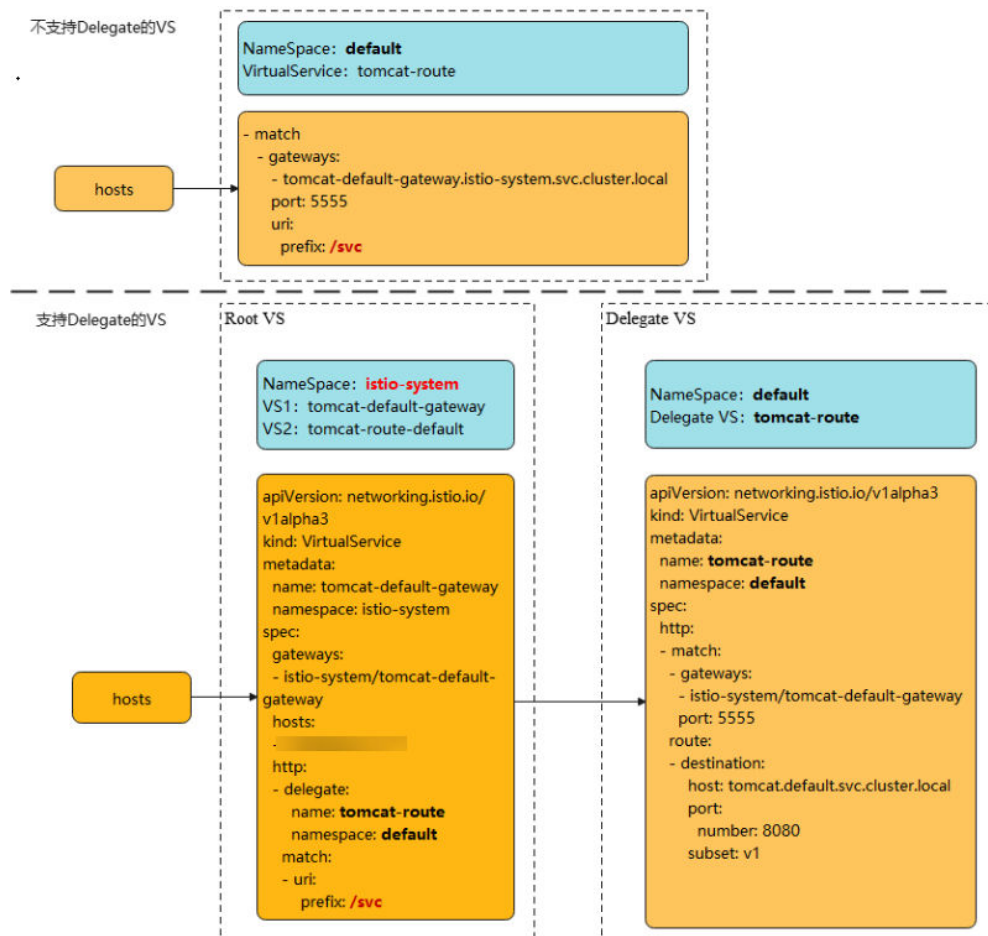 不支持Delegate的VS
NameSpace：default
VirtualService：tomcat-route
hosts
- match
- gateways:
- tomcat-default-gateway.istio-system.svc.cluster.local
port: 5555
uri:
prefix: /svc
支持Delegate的VS
Root VS
NameSpace：istio-system
VS1：tomcat-default-gateway
VS2：tomcat-route-default
hosts
apiVersion: networking.istio.io/
v1alpha3
kind: VirtualService
metadata:
name: tomcat-default-gateway
namespace: istio-system
spec:
gateways:
- istio-system/tomcat-default-
gateway
hosts:
-
http:
- delegate:
name: tomcat-route
namespace: default
match:
- uri:
prefix: /svc
Delegate VS
NameSpace：default
Delegate VS：tomcat-route
apiVersion: networking.istio.io/v1alpha3
kind: VirtualService
metadata:
name: tomcat-route
namespace: default
spec:
http:
- match:
- gateways:
- istio-system/tomcat-default-gateway
port: 5555
route:
- destination:
host: tomcat.default.svc.cluster.local
port:
number: 8080
subset: v1